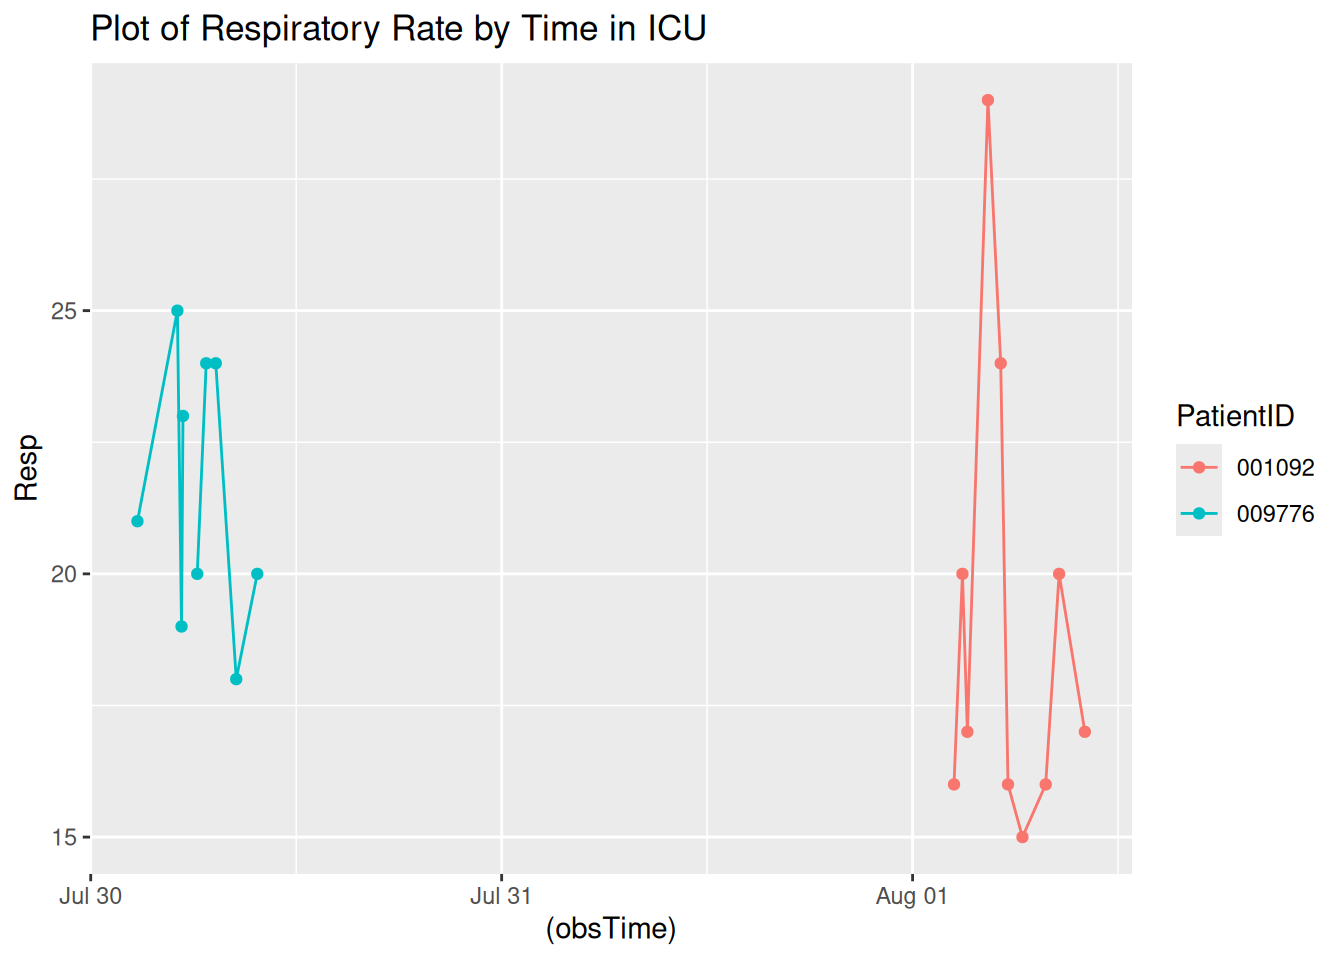 Plot of Respiratory Rate by Time in ICU
25
20
15
Resp
Jul 30
Jul 31
Aug 01
(obsTime)
PatientID
001092
009776